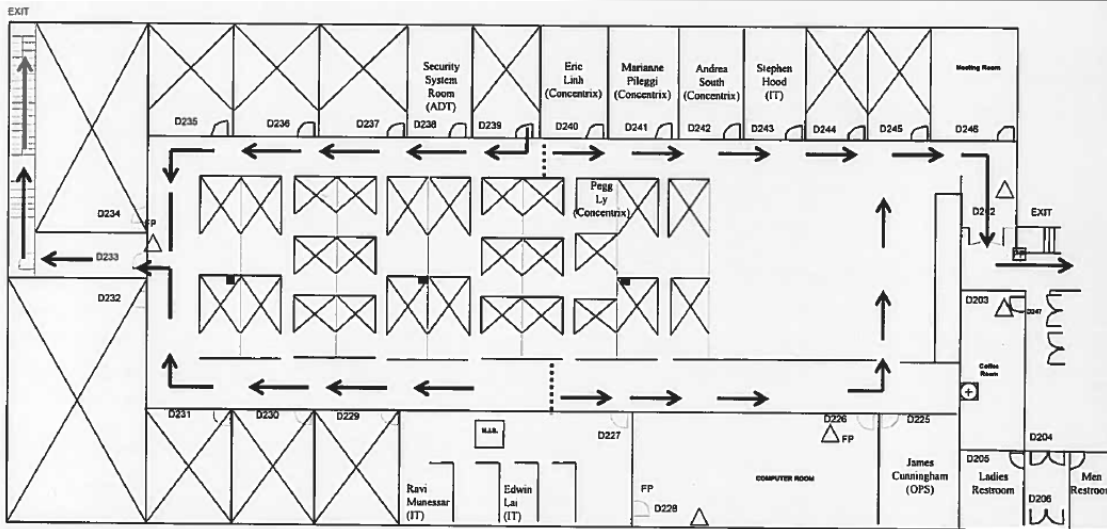 EXIT
Security
System
Room
(ADT)
Eric
Linh
(Concentrix)
Marianne
Pileggi
(Concentrix)
Andrea
South
(Concentrix)
Stephen
Hood
(IT)
Meeting Room
D235
D236
D237
D238
D239
D240
D241
D242
D243
D244
D245
D246
Pegg
Ly
(Concentrix)
D234
FP
D233
D232
EXIT
D203
D247
Coffee
Room
D231
D230
D229
D227
D226
FP
D225
D204
D205
Ravi
Munessar
(IT)
Edwin
Lai
(IT)
FP
D228
COMPUTER ROOM
James
Cunningham
(OPS)
Ladies
Restroom
D206
Men
Restroom